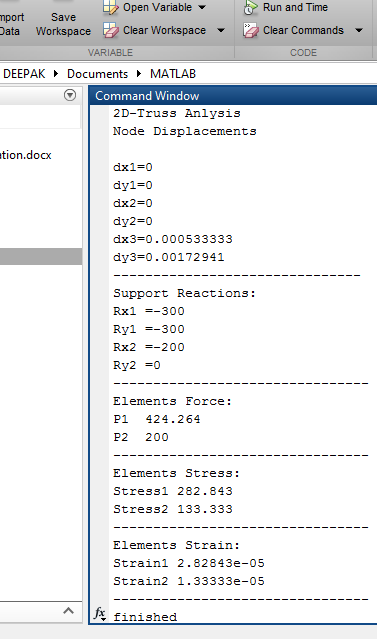 Open Variable
Run and Time
mport
Data
Save
Workspace
Clear Workspace
Clear Commands
VARIABLE
CODE
DEEPAK Documents MATLAB
Command Window
ation.docx
2D-Truss Anlysis
Node Displacements
dx1=0
dy1=0
dx2=0
dy2=0
dx3=0.000533333
dy3=0.00172941
--------------------------------
Support Reactions:
Rx1 =-300
Ry1 =-300
Rx2 =-200
Ry2 =0
---------------------------------
Elements Force:
P1  424.264
P2  200
---------------------------------
Elements Stress:
Stress1 282.843
Stress2 133.333
---------------------------------
Elements Strain:
Strain1 2.82843e-05
Strain2 1.33333e-05
---------------------------------
fx finished